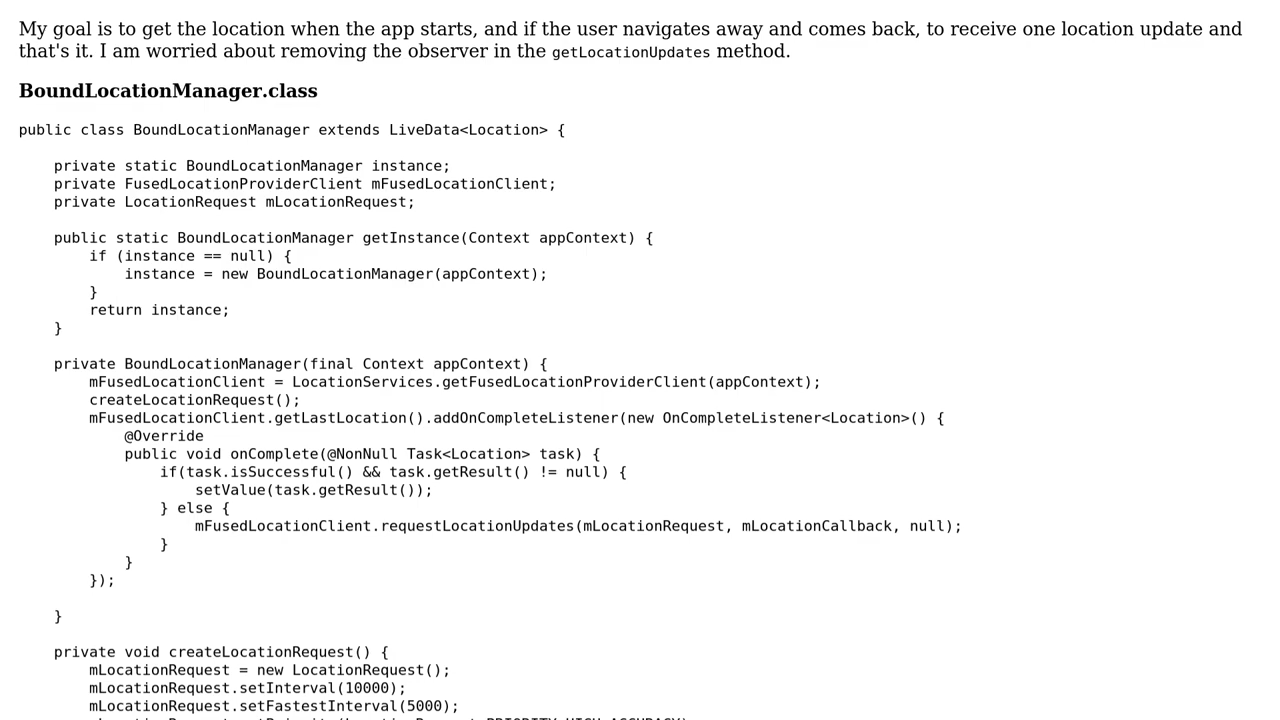 My goal is to get the location when the app starts, and if the user navigates away and comes back, to receive one location update and
that's it. I am worried about removing the observer in the getLocationUpdates method.
BoundLocationManager.class
public class BoundLocationManager extends LiveData<Location> {
    private static BoundLocationManager instance;
    private FusedLocationProviderClient mFusedLocationClient;
    private LocationRequest mLocationRequest;
    public static BoundLocationManager getInstance(Context appContext) {
        if (instance == null) {
            instance = new BoundLocationManager(appContext);
        }
        return instance;
    }
    private BoundLocationManager(final Context appContext) {
        mFusedLocationClient = LocationServices.getFusedLocationProviderClient(appContext);
        createLocationRequest();
        mFusedLocationClient.getLastLocation().addOnCompleteListener(new OnCompleteListener<Location>() {
            @Override
            public void onComplete(@NonNull Task<Location> task) {
                if(task.isSuccessful() && task.getResult() != null) {
                    setValue(task.getResult());
                } else {
                    mFusedLocationClient.requestLocationUpdates(mLocationRequest, mLocationCallback, null);
                }
            }
        });
    }
    private void createLocationRequest() {
        mLocationRequest = new LocationRequest();
        mLocationRequest.setInterval(10000);
        mLocationRequest.setFastestInterval(5000);